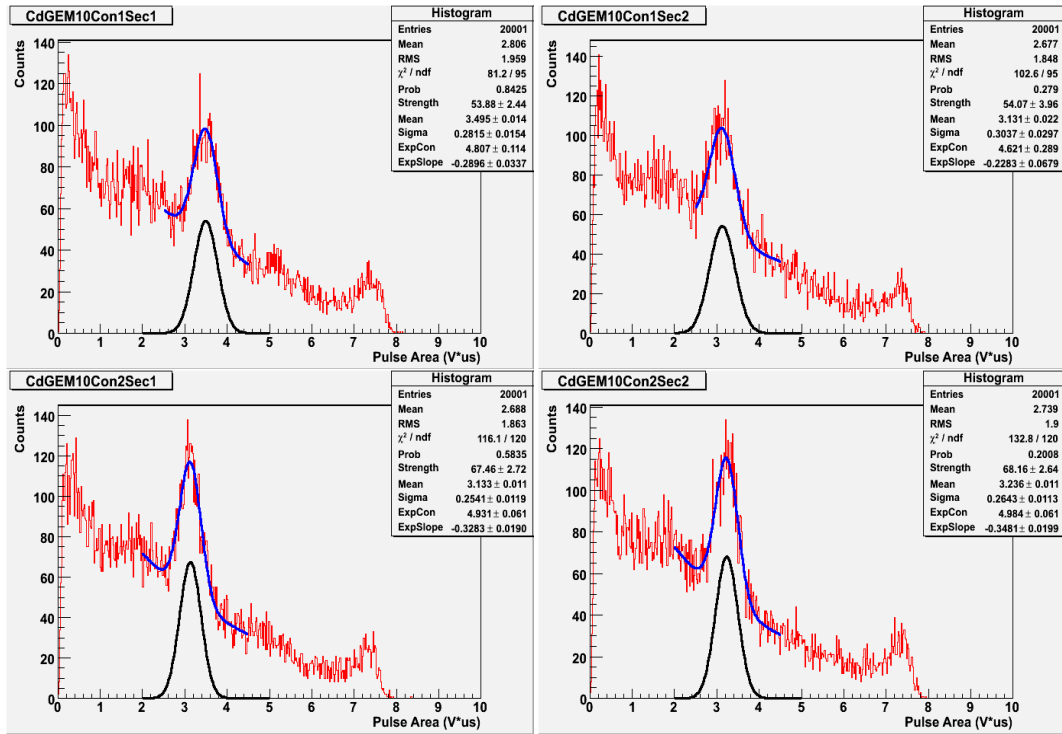 CdGEM10Con1Sec1
Histogram
Entries 20001
Mean 2.806
RMS 1.959
χ² / ndf 81.2 / 95
Prob 0.8425
Strength 53.88 ± 2.44
Mean 3.495 ± 0.014
Sigma 0.2815 ± 0.0154
ExpCon 4.807 ± 0.114
ExpSlope -0.2896 ± 0.0337
Counts
140
120
100
80
60
40
20
0
0 1 2 3 4 5 6 7 8 9 10
Pulse Area (V*us)
CdGEM10Con1Sec2
Histogram
Entries 20001
Mean 2.677
RMS 1.848
χ² / ndf 102.6 / 95
Prob 0.279
Strength 54.07 ± 3.96
Mean 3.131 ± 0.022
Sigma 0.3037 ± 0.0297
ExpCon 4.621 ± 0.289
ExpSlope -0.2283 ± 0.0679
Counts
140
120
100
80
60
40
20
0
0 1 2 3 4 5 6 7 8 9 10
Pulse Area (V*us)
CdGEM10Con2Sec1
Histogram
Entries 20001
Mean 2.688
RMS 1.863
χ² / ndf 116.1 / 120
Prob 0.5835
Strength 67.46 ± 2.72
Mean 3.133 ± 0.011
Sigma 0.2541 ± 0.0119
ExpCon 4.931 ± 0.061
ExpSlope -0.3283 ± 0.0190
Counts
140
120
100
80
60
40
20
0
0 1 2 3 4 5 6 7 8 9 10
Pulse Area (V*us)
CdGEM10Con2Sec2
Histogram
Entries 20001
Mean 2.739
RMS 1.9
χ² / ndf 132.8 / 120
Prob 0.2008
Strength 68.16 ± 2.64
Mean 3.236 ± 0.011
Sigma 0.2643 ± 0.0113
ExpCon 4.984 ± 0.061
ExpSlope -0.3481 ± 0.0199
Counts
140
120
100
80
60
40
20
0
0 1 2 3 4 5 6 7 8 9 10
Pulse Area (V*us)